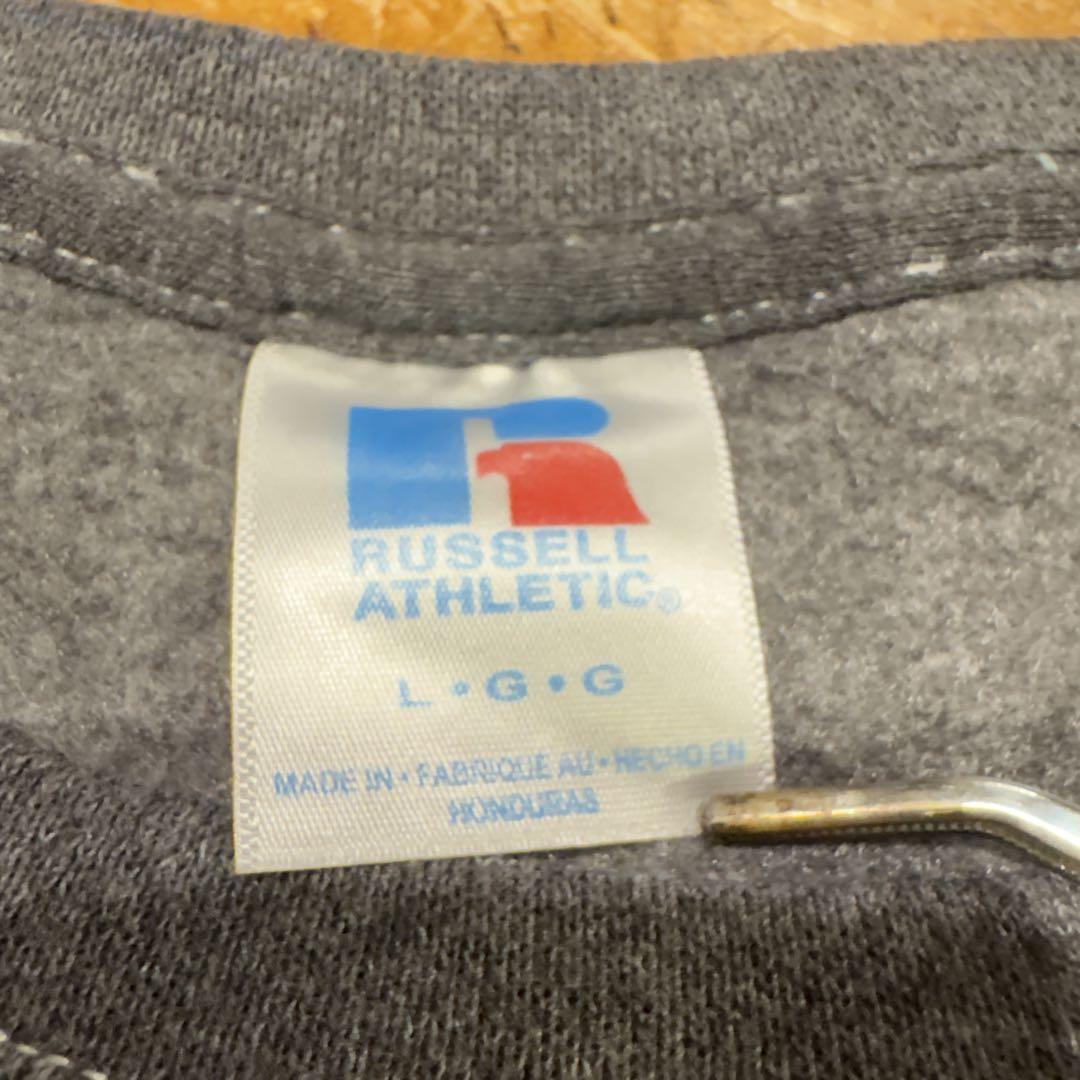 RUSSELL
ATHLETIC®
L • G • G
MADE IN • FABRIQUE AU • HECHO EN
HONDURAS